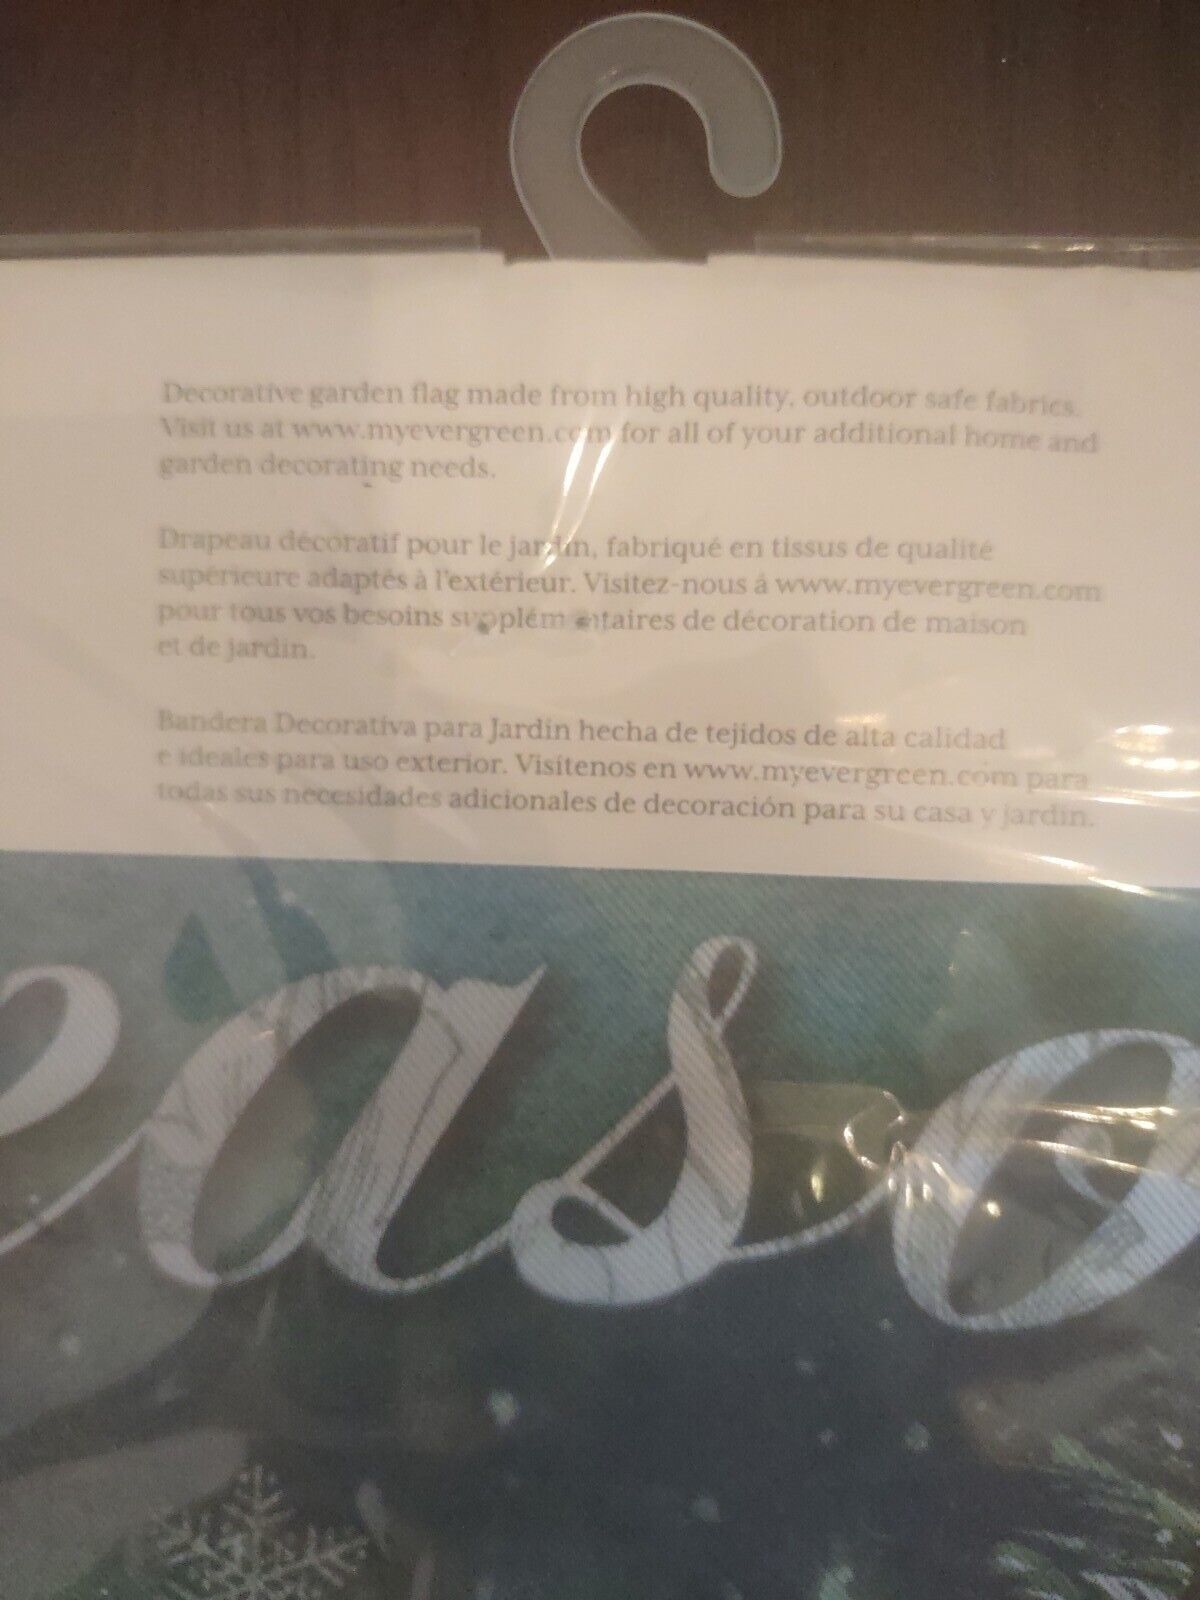 Decorative garden flag made from high quality, outdoor safe fabrics.
Visit us at www.myevergreen.com for all of your additional home and
garden decorating needs.
Drapeau décoratif pour le jardin, fabriqué en tissus de qualité
supérieure adaptés à l'extérieur. Visitez-nous à www.myevergreen.com
pour tous vos besoins supplémentaires de décoration de maison
et de jardin.
Bandera Decorativa para Jardín hecha de tejidos de alta calidad
e ideales para uso exterior. Visítenos en www.myevergreen.com para
todas sus necesidades adicionales de decoración para su casa y jardín.
easo